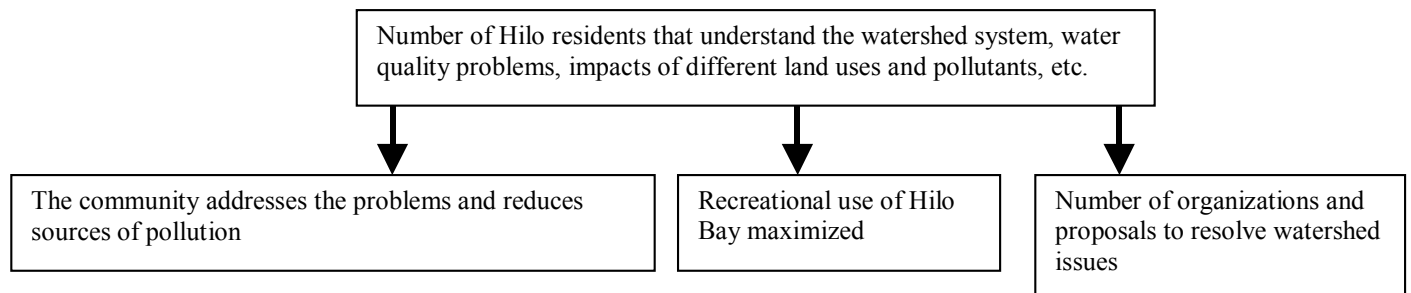 Number of Hilo residents that understand the watershed system, water
quality problems, impacts of different land uses and pollutants, etc.
The community addresses the problems and reduces
sources of pollution
Recreational use of Hilo
Bay maximized
Number of organizations and
proposals to resolve watershed
issues